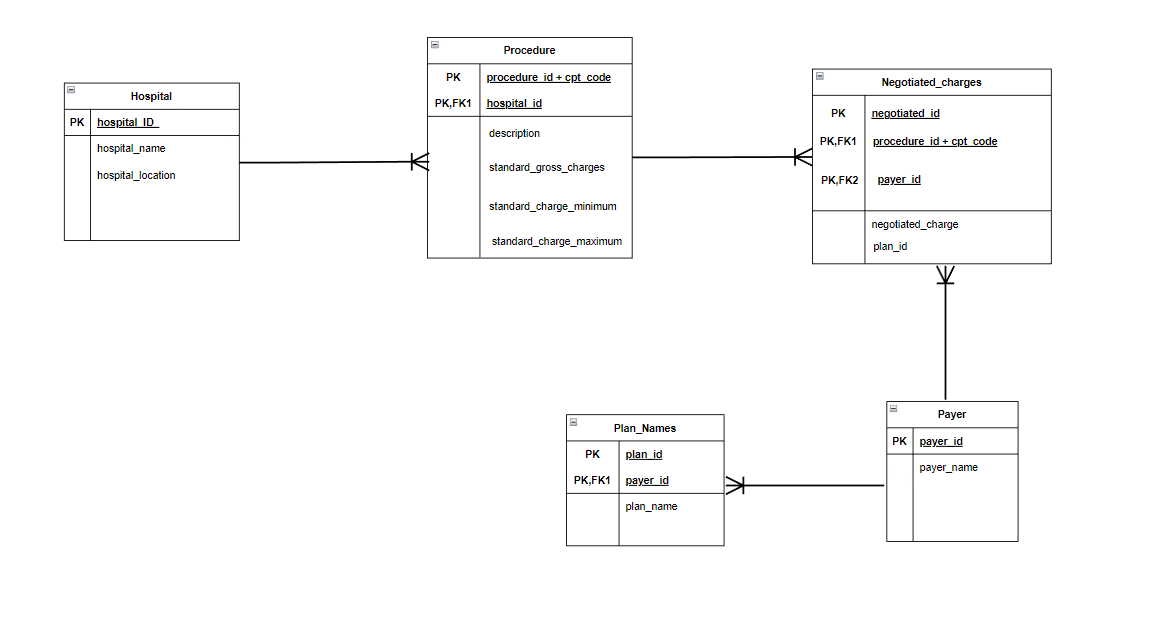 Hospital
PK hospital_ID_
hospital_name
hospital_location
Procedure
PK procedure_id + cpt_code
PK,FK1 hospital_id
description
standard_gross_charges
standard_charge_minimum
standard_charge_maximum
Negotiated_charges
PK negotiated_id
PK,FK1 procedure_id + cpt_code
PK,FK2 payer_id
negotiated_charge
plan_id
Plan_Names
PK plan_id
PK,FK1 payer_id
plan_name
Payer
PK payer_id
payer_name